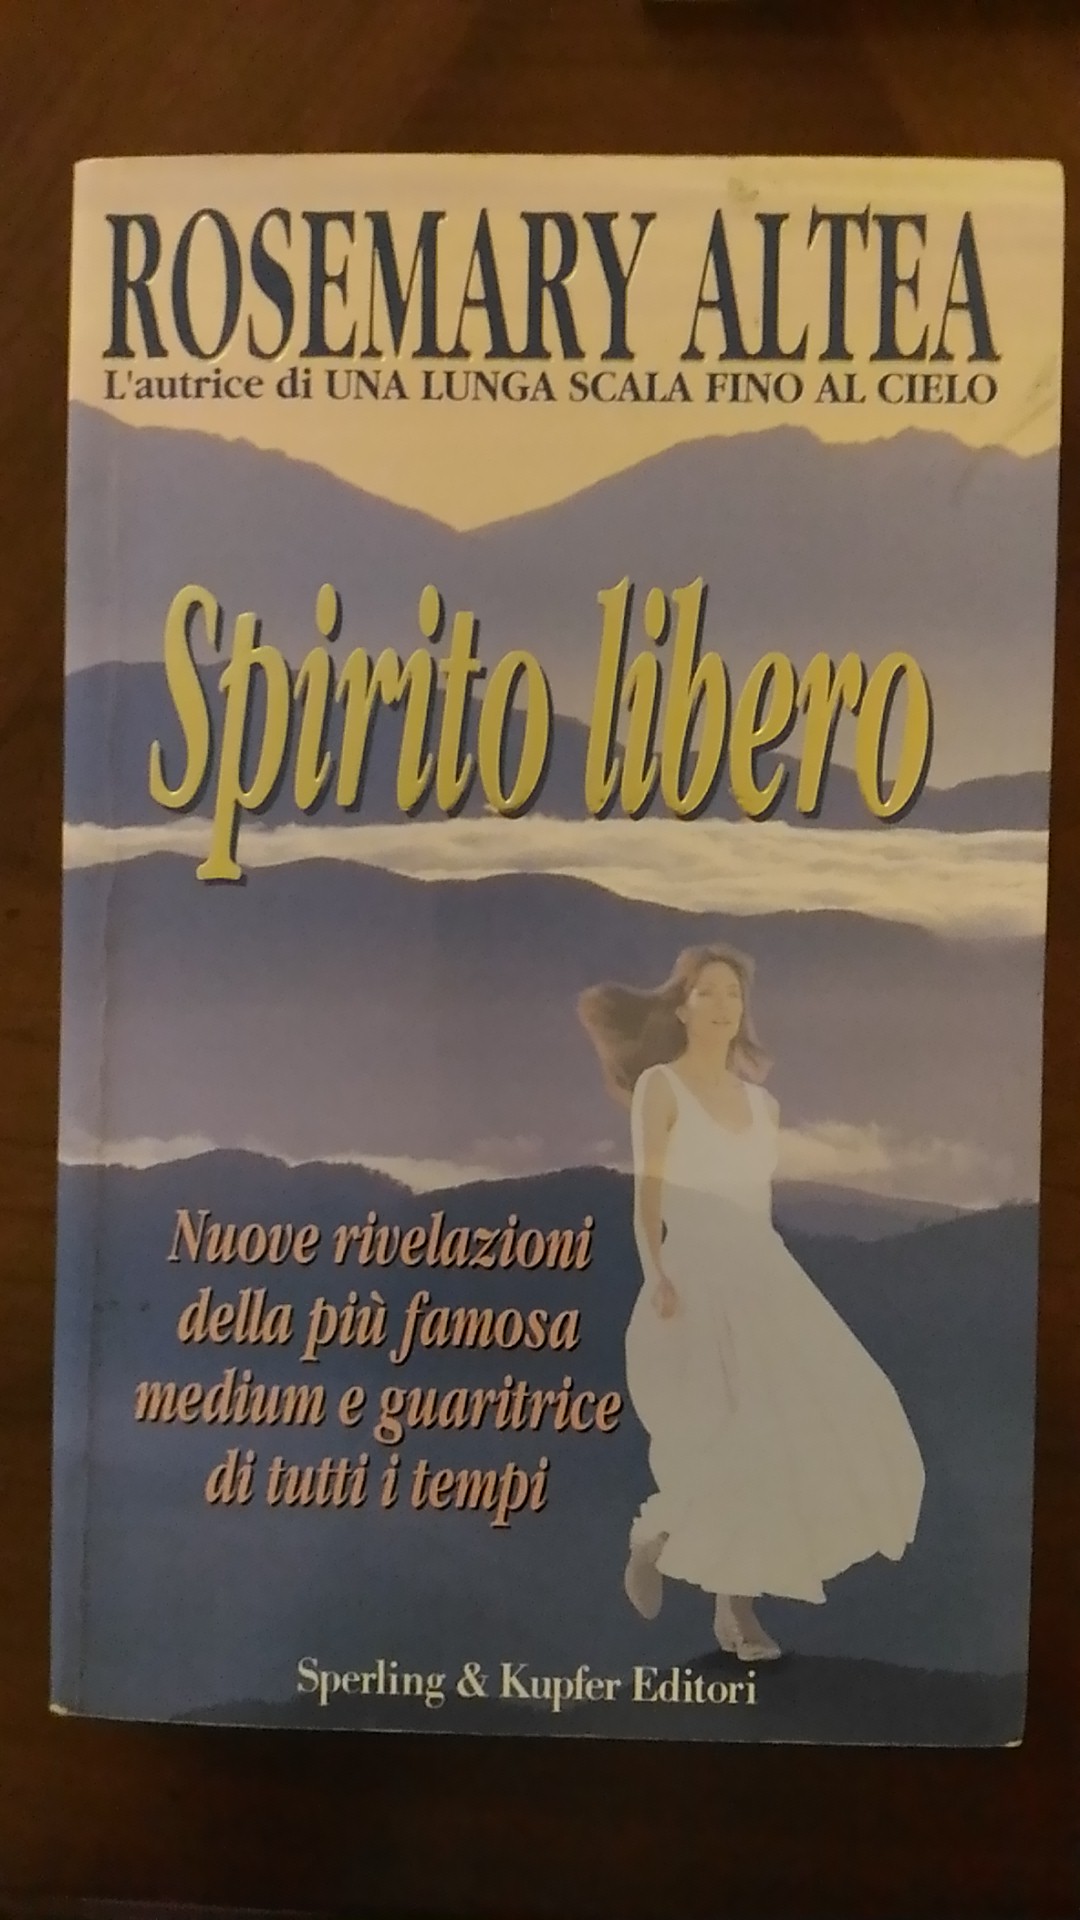 ROSEMARY ALTEA
L'autrice di UNA LUNGA SCALA FINO AL CIELO
Spirito libero
Nuove rivelazioni
della più famosa
medium e guaritrice
di tutti i tempi
Sperling & Kupfer Editori